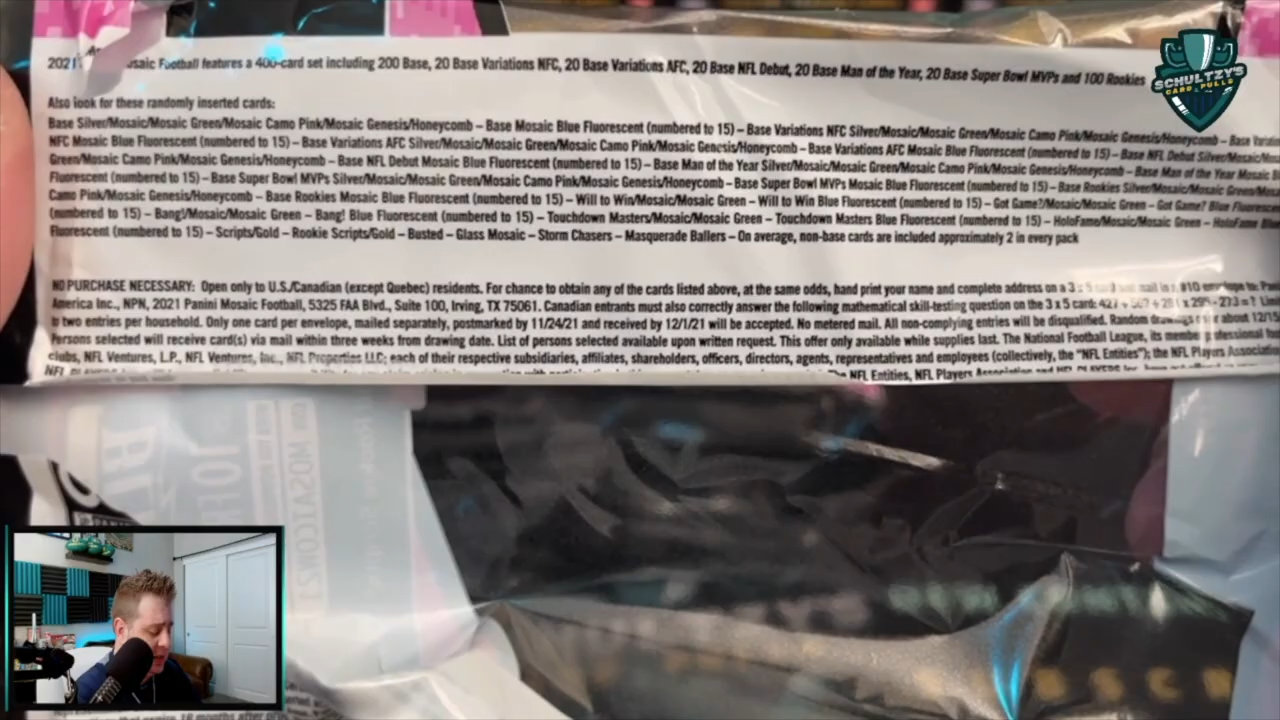 2021 Mosaic Football features a 400-card set including 200 Base, 20 Base Variations NFC, 20 Base Variations AFC, 20 Base NFL Debut, 20 Base Man of the Year, 20 Base Super Bowl MVPs and 100 Rookies
SCHULTZY'S
CARD PULLS
Also look for these randomly inserted cards:
Base Silver/Mosaic/Mosaic Green/Mosaic Camo Pink/Mosaic Genesis/Honeycomb – Base Mosaic Blue Fluorescent (numbered to 15) – Base Variations NFC Silver/Mosaic/Mosaic Green/Mosaic Camo Pink/Mosaic Genesis/Honeycomb – Base
NFC Mosaic Blue Fluorescent (numbered to 15) – Base Variations AFC Silver/Mosaic/Mosaic Green/Mosaic Camo Pink/Mosaic Genesis/Honeycomb – Base Variations AFC Mosaic Blue Fluorescent (numbered to 15) – Base NFL Debut Silver/
Green/Mosaic Camo Pink/Mosaic Genesis/Honeycomb – Base NFL Debut Mosaic Blue Fluorescent (numbered to 15) – Base Man of the Year Silver/Mosaic/Mosaic Green/Mosaic Camo Pink/Mosaic Genesis/Honeycomb – Base Man of the Year Mosaic
Fluorescent (numbered to 15) – Base Super Bowl MVPs Silver/Mosaic/Mosaic Green/Mosaic Camo Pink/Mosaic Genesis/Honeycomb – Base Super Bowl MVPs Mosaic Blue Fluorescent (numbered to 15) – Base Rookies Silver/Mosaic/Mosaic Green/
Camo Pink/Mosaic Genesis/Honeycomb – Base Rookies Mosaic Blue Fluorescent (numbered to 15) – Will to Win/Mosaic/Mosaic Green – Will to Win Blue Fluorescent (numbered to 15) – Got Game?/Mosaic/Mosaic Green – Got Game? Blue
(numbered to 15) – Bang!/Mosaic/Mosaic Green – Bang! Blue Fluorescent (numbered to 15) – Touchdown Masters/Mosaic/Mosaic Green – Touchdown Masters Blue Fluorescent (numbered to 15) – HoloFame/Mosaic/Mosaic Green – HoloFame
Fluorescent (numbered to 15) – Scripts/Gold – Rookie Scripts/Gold – Busted – Glass Mosaic – Storm Chasers – Masquerade Ballers – On average, non-base cards are included approximately 2 in every pack
NO PURCHASE NECESSARY: Open only to U.S./Canadian (except Quebec) residents. For chance to obtain any of the cards listed above, at the same odds, hand print your name and complete address on a 3 x 5 card and mail in #10 envelope to:
America Inc., NPN, 2021 Panini Mosaic Football, 5325 FAA Blvd., Suite 100, Irving, TX 75061. Canadian entrants must also correctly answer the following mathematical skill-testing question on the 3 x 5 card:
to two entries per household. Only one card per envelope, mailed separately, postmarked by 11/24/21 and received by 12/1/21 will be accepted. No metered mail. All non-complying entries will be disqualified. Random drawings on or about
Persons selected will receive card(s) via mail within three weeks from drawing date. List of persons selected available upon written request. This offer only available while supplies last. The National Football League, its member professional
clubs, NFL Ventures, L.P., NFL Ventures, Inc., NFL Properties LLC; each of their respective subsidiaries, affiliates, shareholders, officers, directors, agents, representatives and employees (collectively, the "NFL Entities"); the NFL Players
NFL Entities, NFL Players Association and